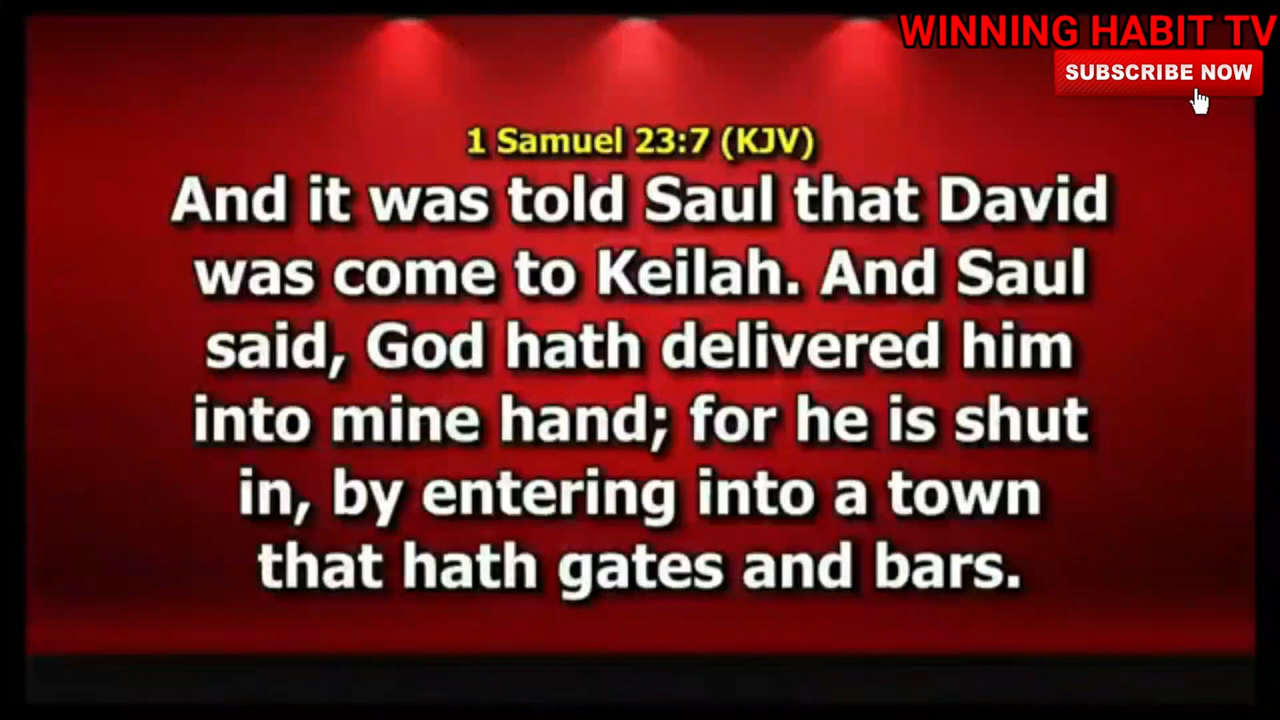 WINNING HABIT TV
SUBSCRIBE NOW
1 Samuel 23:7 (KJV)
And it was told Saul that David
was come to Keilah. And Saul
said, God hath delivered him
into mine hand; for he is shut
in, by entering into a town
that hath gates and bars.